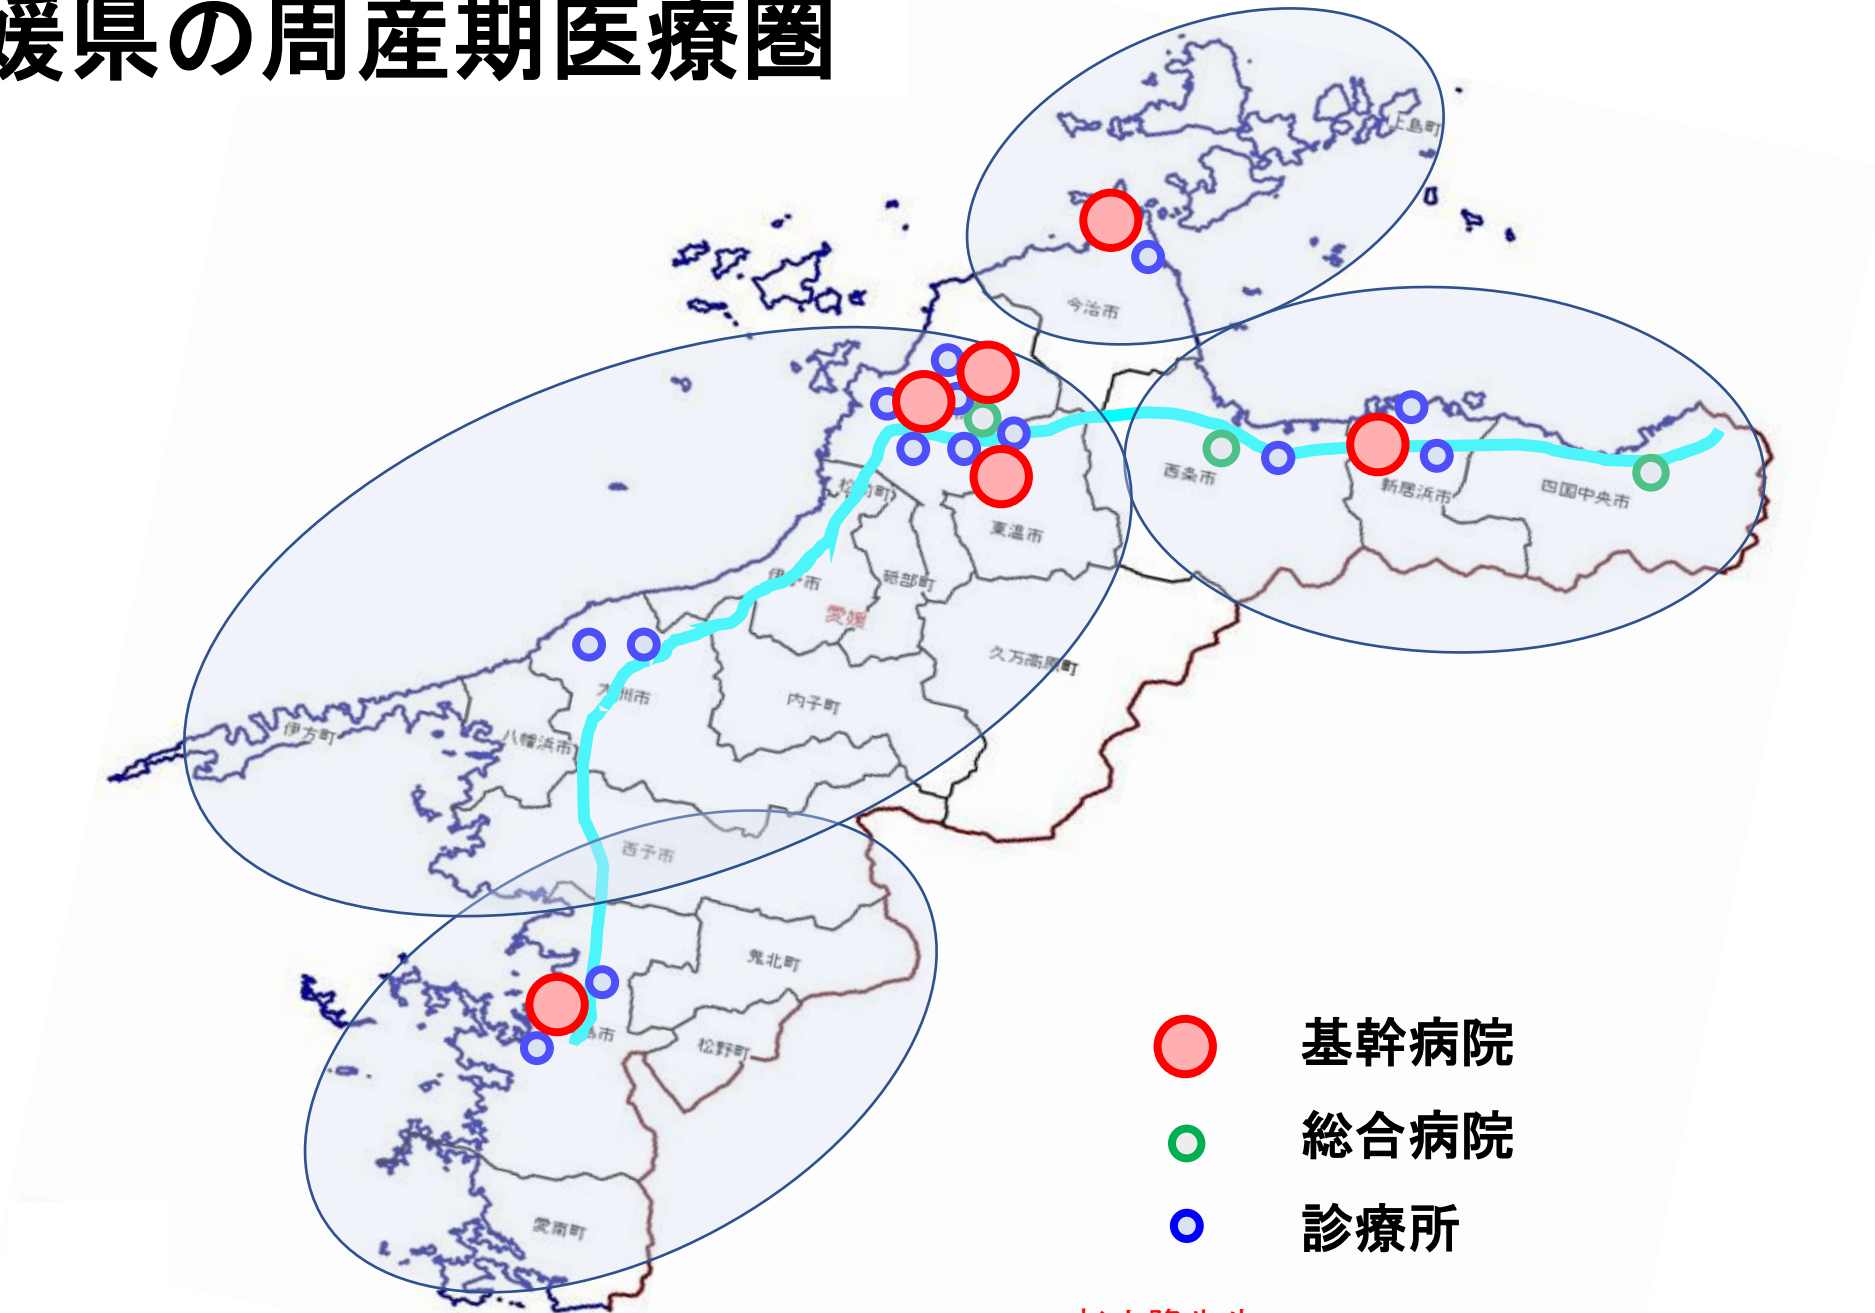 媛県の周産期医療圏
上島町
今治市
西条市
新居浜市
四国中央市
松前町
東温市
伊予市
砥部町
愛媛
久万高原町
大州市
内子町
伊方町
八幡浜市
西予市
鬼北町
島市
松野町
愛南町
基幹病院
総合病院
診療所